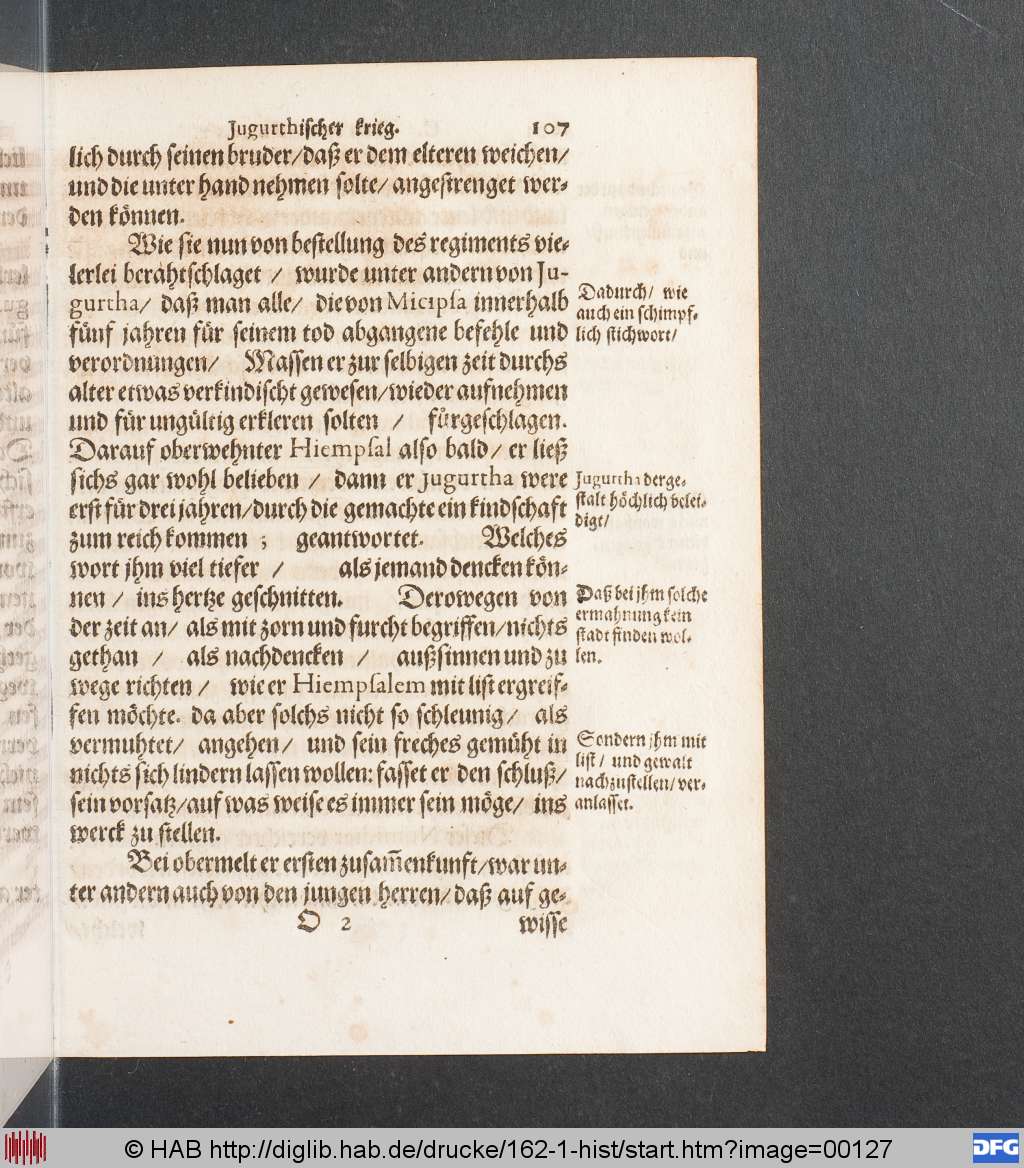 Jugurthischer krieg. 107
lich durch seinen bruder/daß er dem elteren weichen/
und die unter hand nehmen solte/ angestrenget wer-
den können.
Wie sie nun von bestellung des regiments vie-
lerlei berahtschlaget / wurde unter andern von Ju-
gurtha/ daß man alle/ die von Micipsa innerhalb
fünf jahren für seinem tod abgangene befehle und
verordnungen/ Massen er zur selbigen zeit durchs
alter etwas verkindischt gewesen/wieder aufnehmen
und für ungültig erkleren solten / fürgeschlagen.
Darauf oberwehnter Hiempsal also bald/ er ließ
sichs gar wohl belieben / dann er jugurtha were
erst für drei jahren/durch die gemachte ein kindschaft
zum reich kommen ; geantwortet. Welches
wort jhm viel tiefer / als jemand dencken kön-
nen / ins hertze geschnitten. Derowegen von
der zeit an/ als mit zorn und furcht begriffen/nichts
gethan / als nachdencken / außsinnen und zu
wege richten / wie er Hiempsalem mit list ergreif-
fen möchte. da aber solchs nicht so schleunig/ als
vermuhtet/ angehen/ und sein freches gemüht in
nichts sich lindern lassen wollen: fasset er den schluß/
sein vorsatz/auf was weise es immer sein möge/ ins
werck zu stellen.
Bei obermelt er ersten zusam̃enkunft/war un-
ter andern auch von den jungen herren/daß auf ge-
O 2 wisse
Dadurch/ wie
auch ein schimpf-
lich stichwort/
Jugurtha derge-
stalt höchlich belei-
digt/
Daß bei jhm solche
ermahnung kein
stadt finden wol-
len.
Sondern jhm mit
list/ und gewalt
nachzustellen/ ver-
anlasset.
© HAB http://diglib.hab.de/drucke/162-1-hist/start.htm?image=00127
DFG